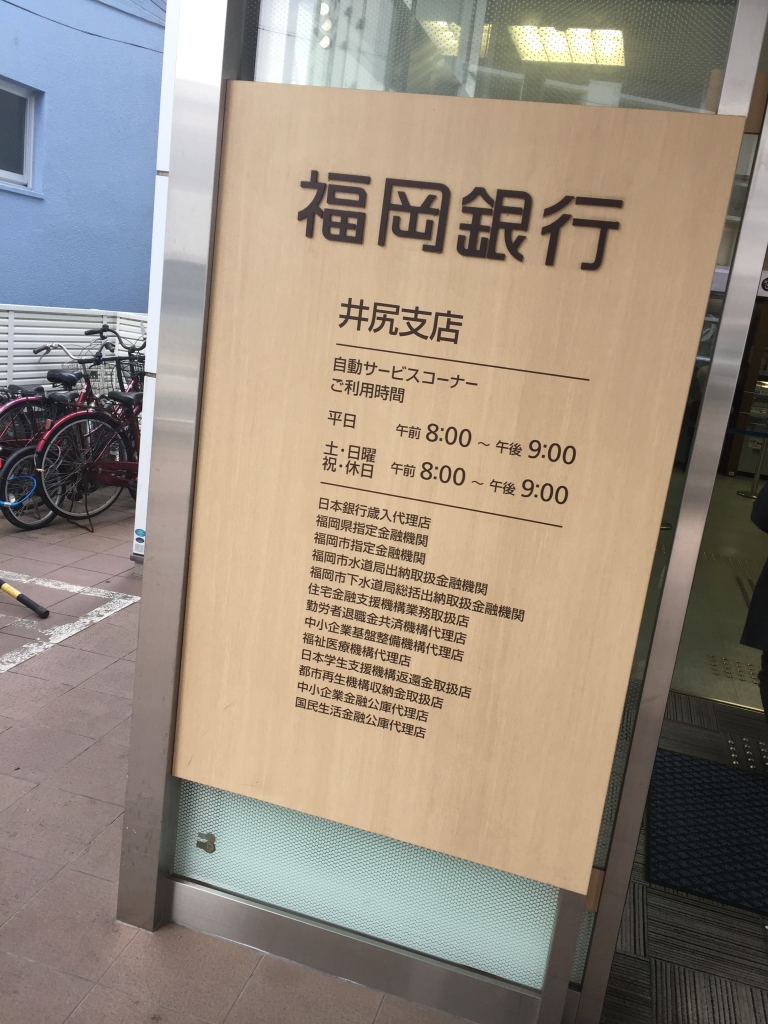 福岡銀行
井尻支店
自動サービスコーナー
ご利用時間
平日 午前 8:00 ～ 午後 9:00
土・日曜
祝・休日 午前 8:00 ～ 午後 9:00
日本銀行歳入代理店
福岡県指定金融機関
福岡市指定金融機関
福岡市水道局出納取扱金融機関
福岡市下水道局総括出納取扱金融機関
住宅金融支援機構業務取扱店
勤労者退職金共済機構代理店
中小企業基盤整備機構代理店
福祉医療機構代理店
日本学生支援機構返還金取扱店
都市再生機構収納金取扱店
中小企業金融公庫代理店
国民生活金融公庫代理店